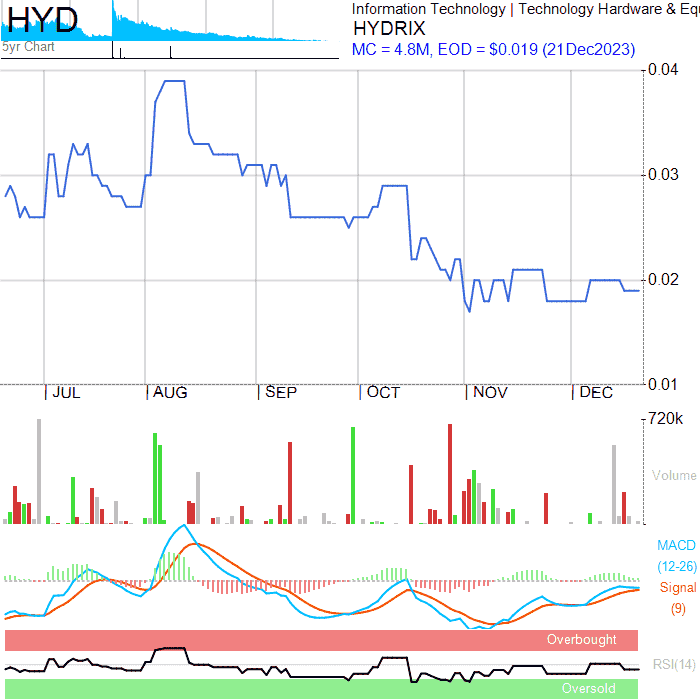 HYD
5yr Chart
Information Technology | Technology Hardware & Equ
HYDRIX
MC = 4.8M, EOD = $0.019 (21Dec2023)
0.04
0.03
0.02
0.01
JUL AUG SEP OCT NOV DEC
720k
Volume
MACD
(12-26)
Signal
(9)
Overbought
RSI(14)
Oversold